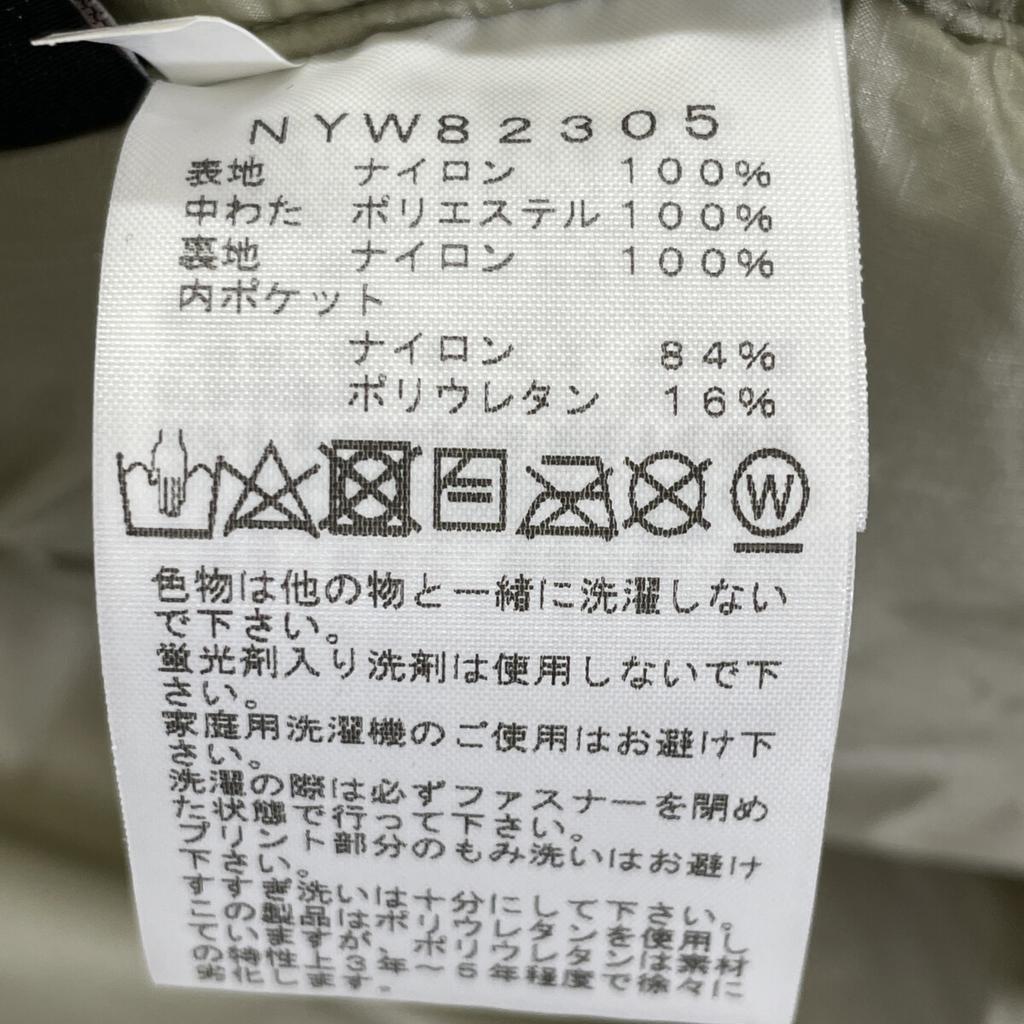 NYW82305
表地 ナイロン 100%
中わた ポリエステル 100%
裏地 ナイロン 100%
内ポケット
ナイロン 84%
ポリウレタン 16%
W
色物は他の物と一緒に洗濯しない
で下さい。
蛍光剤入り洗剤は使用しないで下
さい。
家庭用洗濯機のご使用はお避け下
さい。
洗濯の際は必ずファスナーを閉め
た状態で行って下さい。
プリント部分のもみ洗いはお避け
下さい。
すすぎ洗いは十分にして下さい。
この製品はポリウレタンを使用し
ていますが、ポリウレタンは素材
の特性上3年～5年程度で徐々に
劣化します。